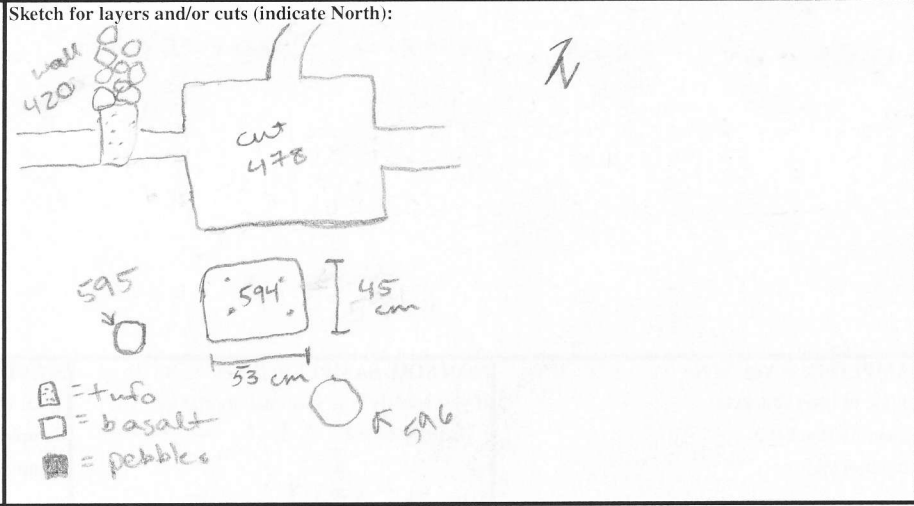 Sketch for layers and/or cuts (indicate North):
N
wall
420
cut
478
595
594
45
cm
53 cm
596
= tufo
= basalt
= pebbles